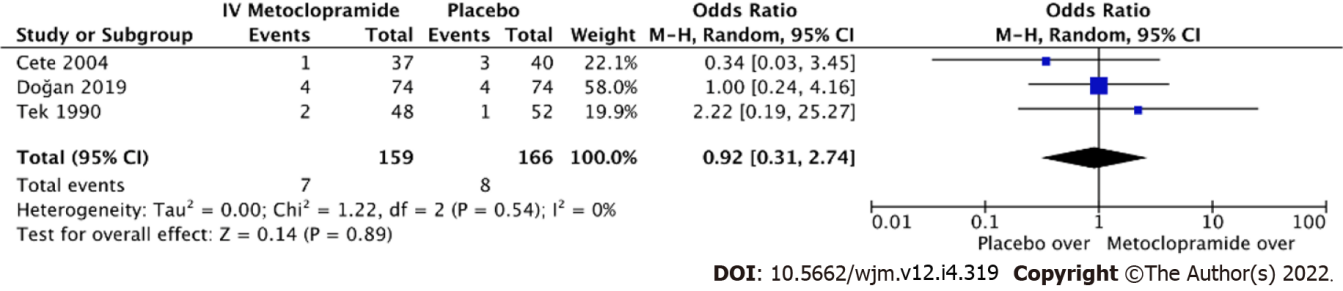 IV Metoclopramide Placebo Odds Ratio Odds Ratio
Study or Subgroup Events Total Events Total Weight M-H, Random, 95% CI M-H, Random, 95% CI
Cete 2004 1 37 3 40 22.1% 0.34 [0.03, 3.45]
Doğan 2019 4 74 4 74 58.0% 1.00 [0.24, 4.16]
Tek 1990 2 48 1 52 19.9% 2.22 [0.19, 25.27]
Total (95% CI) 159 166 100.0% 0.92 [0.31, 2.74]
Total events 7 8
Heterogeneity: Tau² = 0.00; Chi² = 1.22, df = 2 (P = 0.54); I² = 0%
Test for overall effect: Z = 0.14 (P = 0.89)
0.01 0.1 1 10 100
Placebo over Metoclopramide over
DOI: 10.5662/wjm.v12.i4.319 Copyright ©The Author(s) 2022.